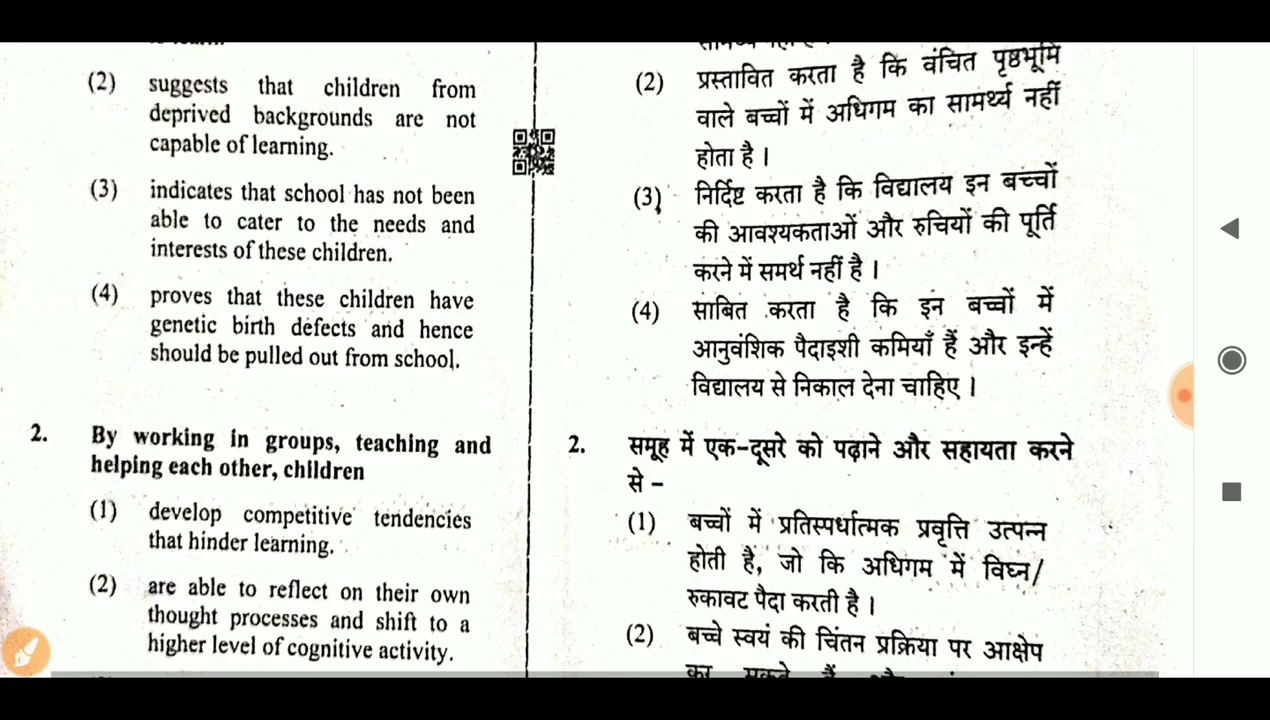 (2) suggests that children from
deprived backgrounds are not
capable of learning.
(3) indicates that school has not been
able to cater to the needs and
interests of these children.
(4) proves that these children have
genetic birth defects and hence
should be pulled out from school.
2. By working in groups, teaching and
helping each other, children
(1) develop competitive tendencies
that hinder learning.
(2) are able to reflect on their own
thought processes and shift to a
higher level of cognitive activity.
(2) प्रस्तावित करता है कि वंचित पृष्ठभूमि
वाले बच्चों में अधिगम का सामर्थ्य नहीं
होता है ।
(3) निर्दिष्ट करता है कि विद्यालय इन बच्चों
की आवश्यकताओं और रुचियों की पूर्ति
करने में समर्थ नहीं है ।
(4) साबित करता है कि इन बच्चों में
आनुवंशिक पैदाइशी कमियाँ हैं और इन्हें
विद्यालय से निकाल देना चाहिए ।
2. समूह में एक-दूसरे को पढ़ाने और सहायता करने
से –
(1) बच्चों में प्रतिस्पर्धात्मक प्रवृत्ति उत्पन्न
होती है, जो कि अधिगम में विघ्न/
रुकावट पैदा करती है ।
(2) बच्चे स्वयं की चिंतन प्रक्रिया पर आक्षेप